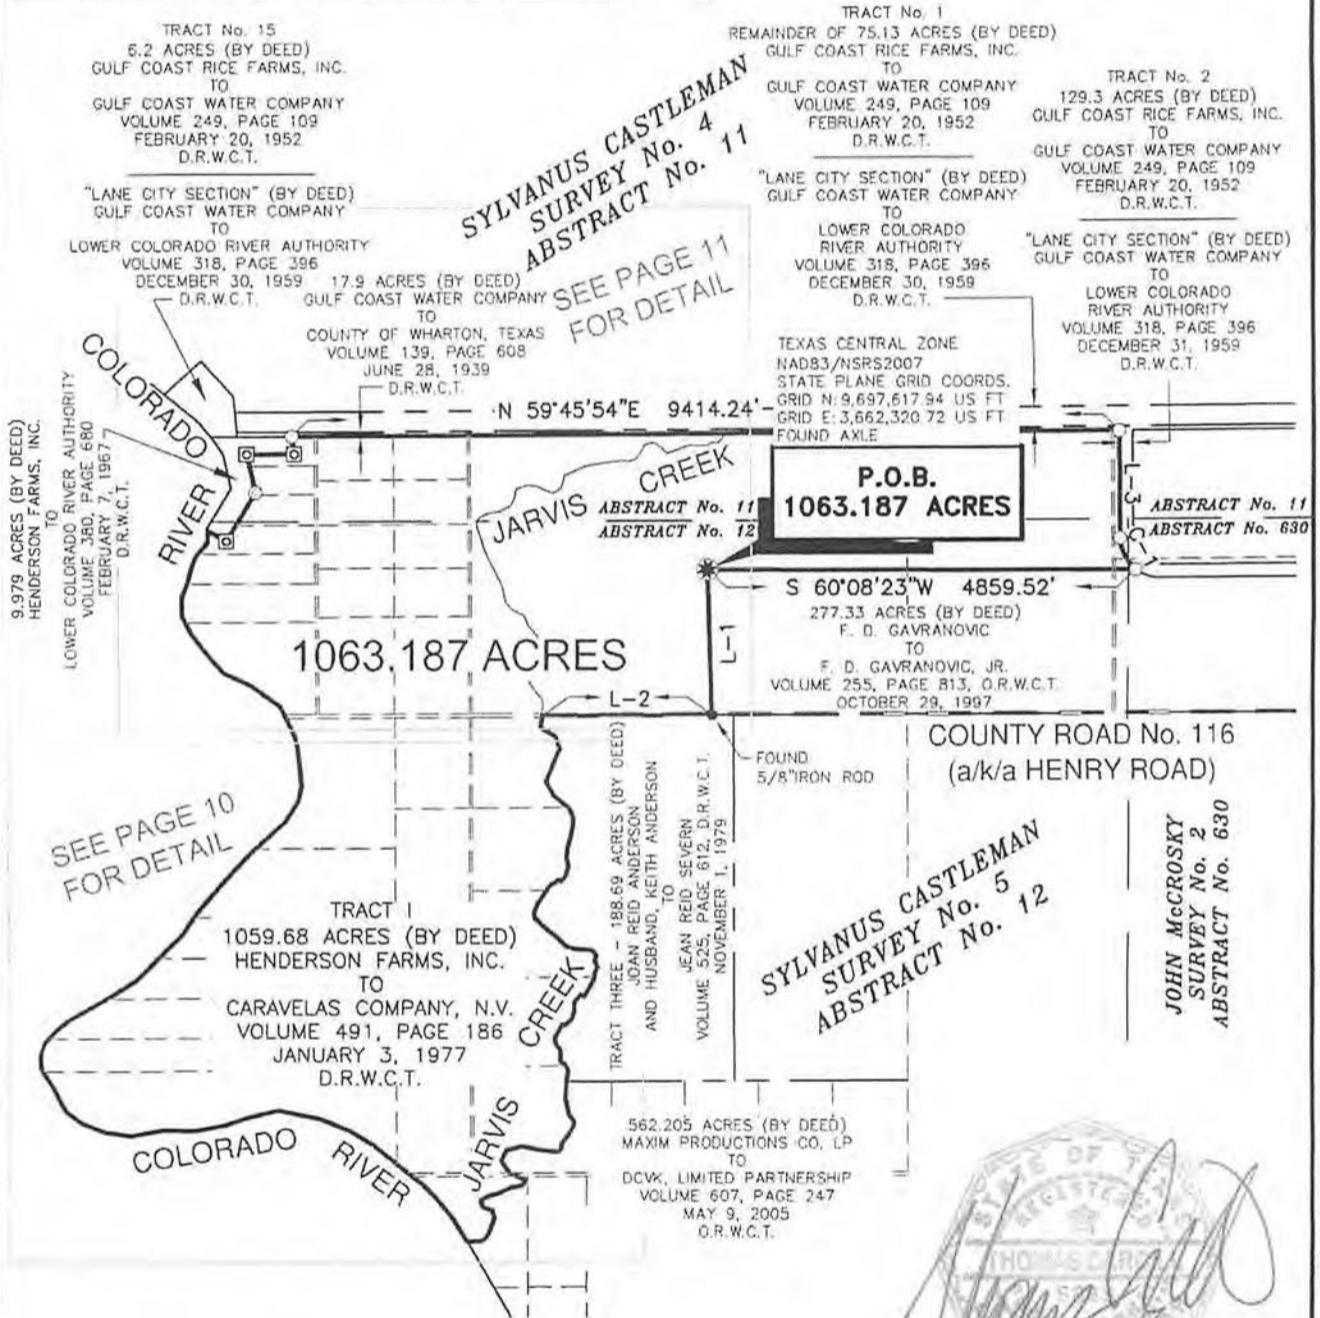 TRACT No. 15
6.2 ACRES (BY DEED)
GULF COAST RICE FARMS, INC.
TO
GULF COAST WATER COMPANY
VOLUME 249, PAGE 109
FEBRUARY 20, 1952
D.R.W.C.T.
"LANE CITY SECTION" (BY DEED)
GULF COAST WATER COMPANY
TO
LOWER COLORADO RIVER AUTHORITY
VOLUME 318, PAGE 396
DECEMBER 30, 1959
D.R.W.C.T.
17.9 ACRES (BY DEED)
GULF COAST WATER COMPANY
TO
COUNTY OF WHARTON, TEXAS
VOLUME 139, PAGE 608
JUNE 28, 1939
D.R.W.C.T.
SYLVANUS CASTLEMAN
SURVEY No. 4
ABSTRACT No. 11
SEE PAGE 11
FOR DETAIL
TRACT No. 1
REMAINDER OF 75.13 ACRES (BY DEED)
GULF COAST RICE FARMS, INC.
TO
GULF COAST WATER COMPANY
VOLUME 249, PAGE 109
FEBRUARY 20, 1952
D.R.W.C.T.
"LANE CITY SECTION" (BY DEED)
GULF COAST WATER COMPANY
TO
LOWER COLORADO
RIVER AUTHORITY
VOLUME 318, PAGE 396
DECEMBER 30, 1959
D.R.W.C.T.
TRACT No. 2
129.3 ACRES (BY DEED)
GULF COAST RICE FARMS, INC.
TO
GULF COAST WATER COMPANY
VOLUME 249, PAGE 109
FEBRUARY 20, 1952
D.R.W.C.T.
"LANE CITY SECTION" (BY DEED)
GULF COAST WATER COMPANY
TO
LOWER COLORADO
RIVER AUTHORITY
VOLUME 318, PAGE 396
DECEMBER 31, 1959
D.R.W.C.T.
TEXAS CENTRAL ZONE
NAD83/NSRS2007
STATE PLANE GRID COORDS.
GRID N: 9,697,617.94 US FT
GRID E: 3,662,320.72 US FT
FOUND AXLE
N 59°45'54"E 9414.24'
COLORADO
RIVER
9.979 ACRES (BY DEED)
HENDERSON FARMS, INC.
TO
LOWER COLORADO RIVER AUTHORITY
VOLUME 380, PAGE 680
FEBRUARY 7, 1967
D.R.W.C.T.
JARVIS CREEK
ABSTRACT No. 11
ABSTRACT No. 12
P.O.B.
1063.187 ACRES
L-3
C-1
ABSTRACT No. 11
ABSTRACT No. 630
S 60°08'23"W 4859.52'
277.33 ACRES (BY DEED)
F. D. GAVRANOVIC
TO
F. D. GAVRANOVIC, JR.
VOLUME 255, PAGE 813, O.R.W.C.T.
OCTOBER 29, 1997
1063.187 ACRES
L-1
L-2
COUNTY ROAD No. 116
(a/k/a HENRY ROAD)
FOUND
5/8"IRON ROD
SEE PAGE 10
FOR DETAIL
TRACT THREE - 188.69 ACRES (BY DEED)
JOAN REID ANDERSON
AND HUSBAND, KEITH ANDERSON
TO
JEAN REID SEVERN
VOLUME 525, PAGE 612, D.R.W.C.T.
NOVEMBER 1, 1979
SYLVANUS CASTLEMAN
SURVEY No. 5
ABSTRACT No. 12
JOHN McCROSKY
SURVEY No. 2
ABSTRACT No. 630
TRACT I
1059.68 ACRES (BY DEED)
HENDERSON FARMS, INC.
TO
CARAVELAS COMPANY, N.V.
VOLUME 491, PAGE 186
JANUARY 3, 1977
D.R.W.C.T.
JARVIS CREEK
COLORADO RIVER
562.205 ACRES (BY DEED)
MAXIM PRODUCTIONS CO, LP
TO
DCVK, LIMITED PARTNERSHIP
VOLUME 607, PAGE 247
MAY 9, 2005
O.R.W.C.T.
STATE OF
REGISTERED
THOMAS